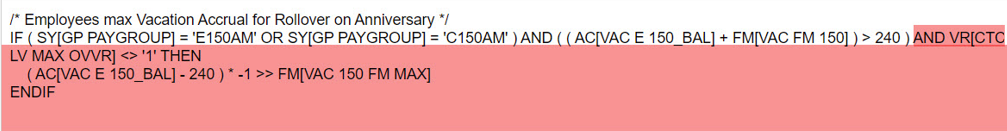 /* Employees max Vacation Accrual for Rollover on Anniversary */
IF ( SY[GP PAYGROUP] = 'E150AM' OR SY[GP PAYGROUP] = 'C150AM' ) AND ( ( AC[VAC E 150_BAL] + FM[VAC FM 150] ) > 240 ) AND VR[CTO
LV MAX OVVR] <> '1' THEN
( AC[VAC E 150_BAL] - 240 ) * -1 >> FM[VAC 150 FM MAX]
ENDIF